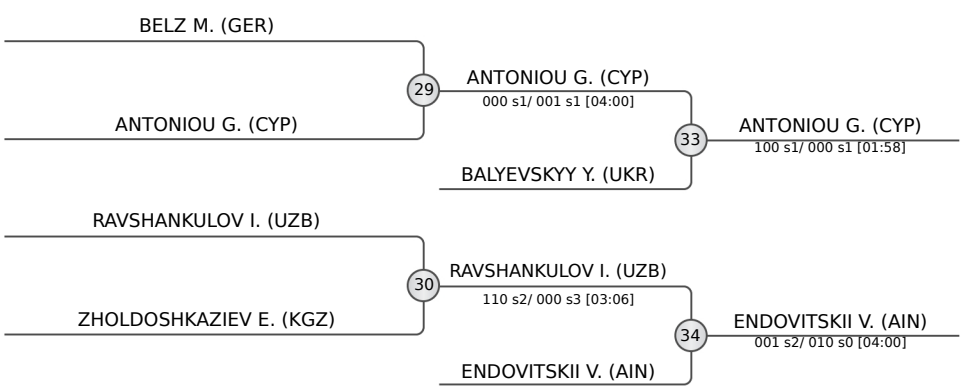 BELZ M. (GER)
29
ANTONIOU G. (CYP)
000 s1/ 001 s1 [04:00]
ANTONIOU G. (CYP)
33
ANTONIOU G. (CYP)
100 s1/ 000 s1 [01:58]
BALYEVSKYY Y. (UKR)
RAVSHANKULOV I. (UZB)
30
RAVSHANKULOV I. (UZB)
110 s2/ 000 s3 [03:06]
ZHOLDOSHKAZIEV E. (KGZ)
34
ENDOVITSKII V. (AIN)
001 s2/ 010 s0 [04:00]
ENDOVITSKII V. (AIN)